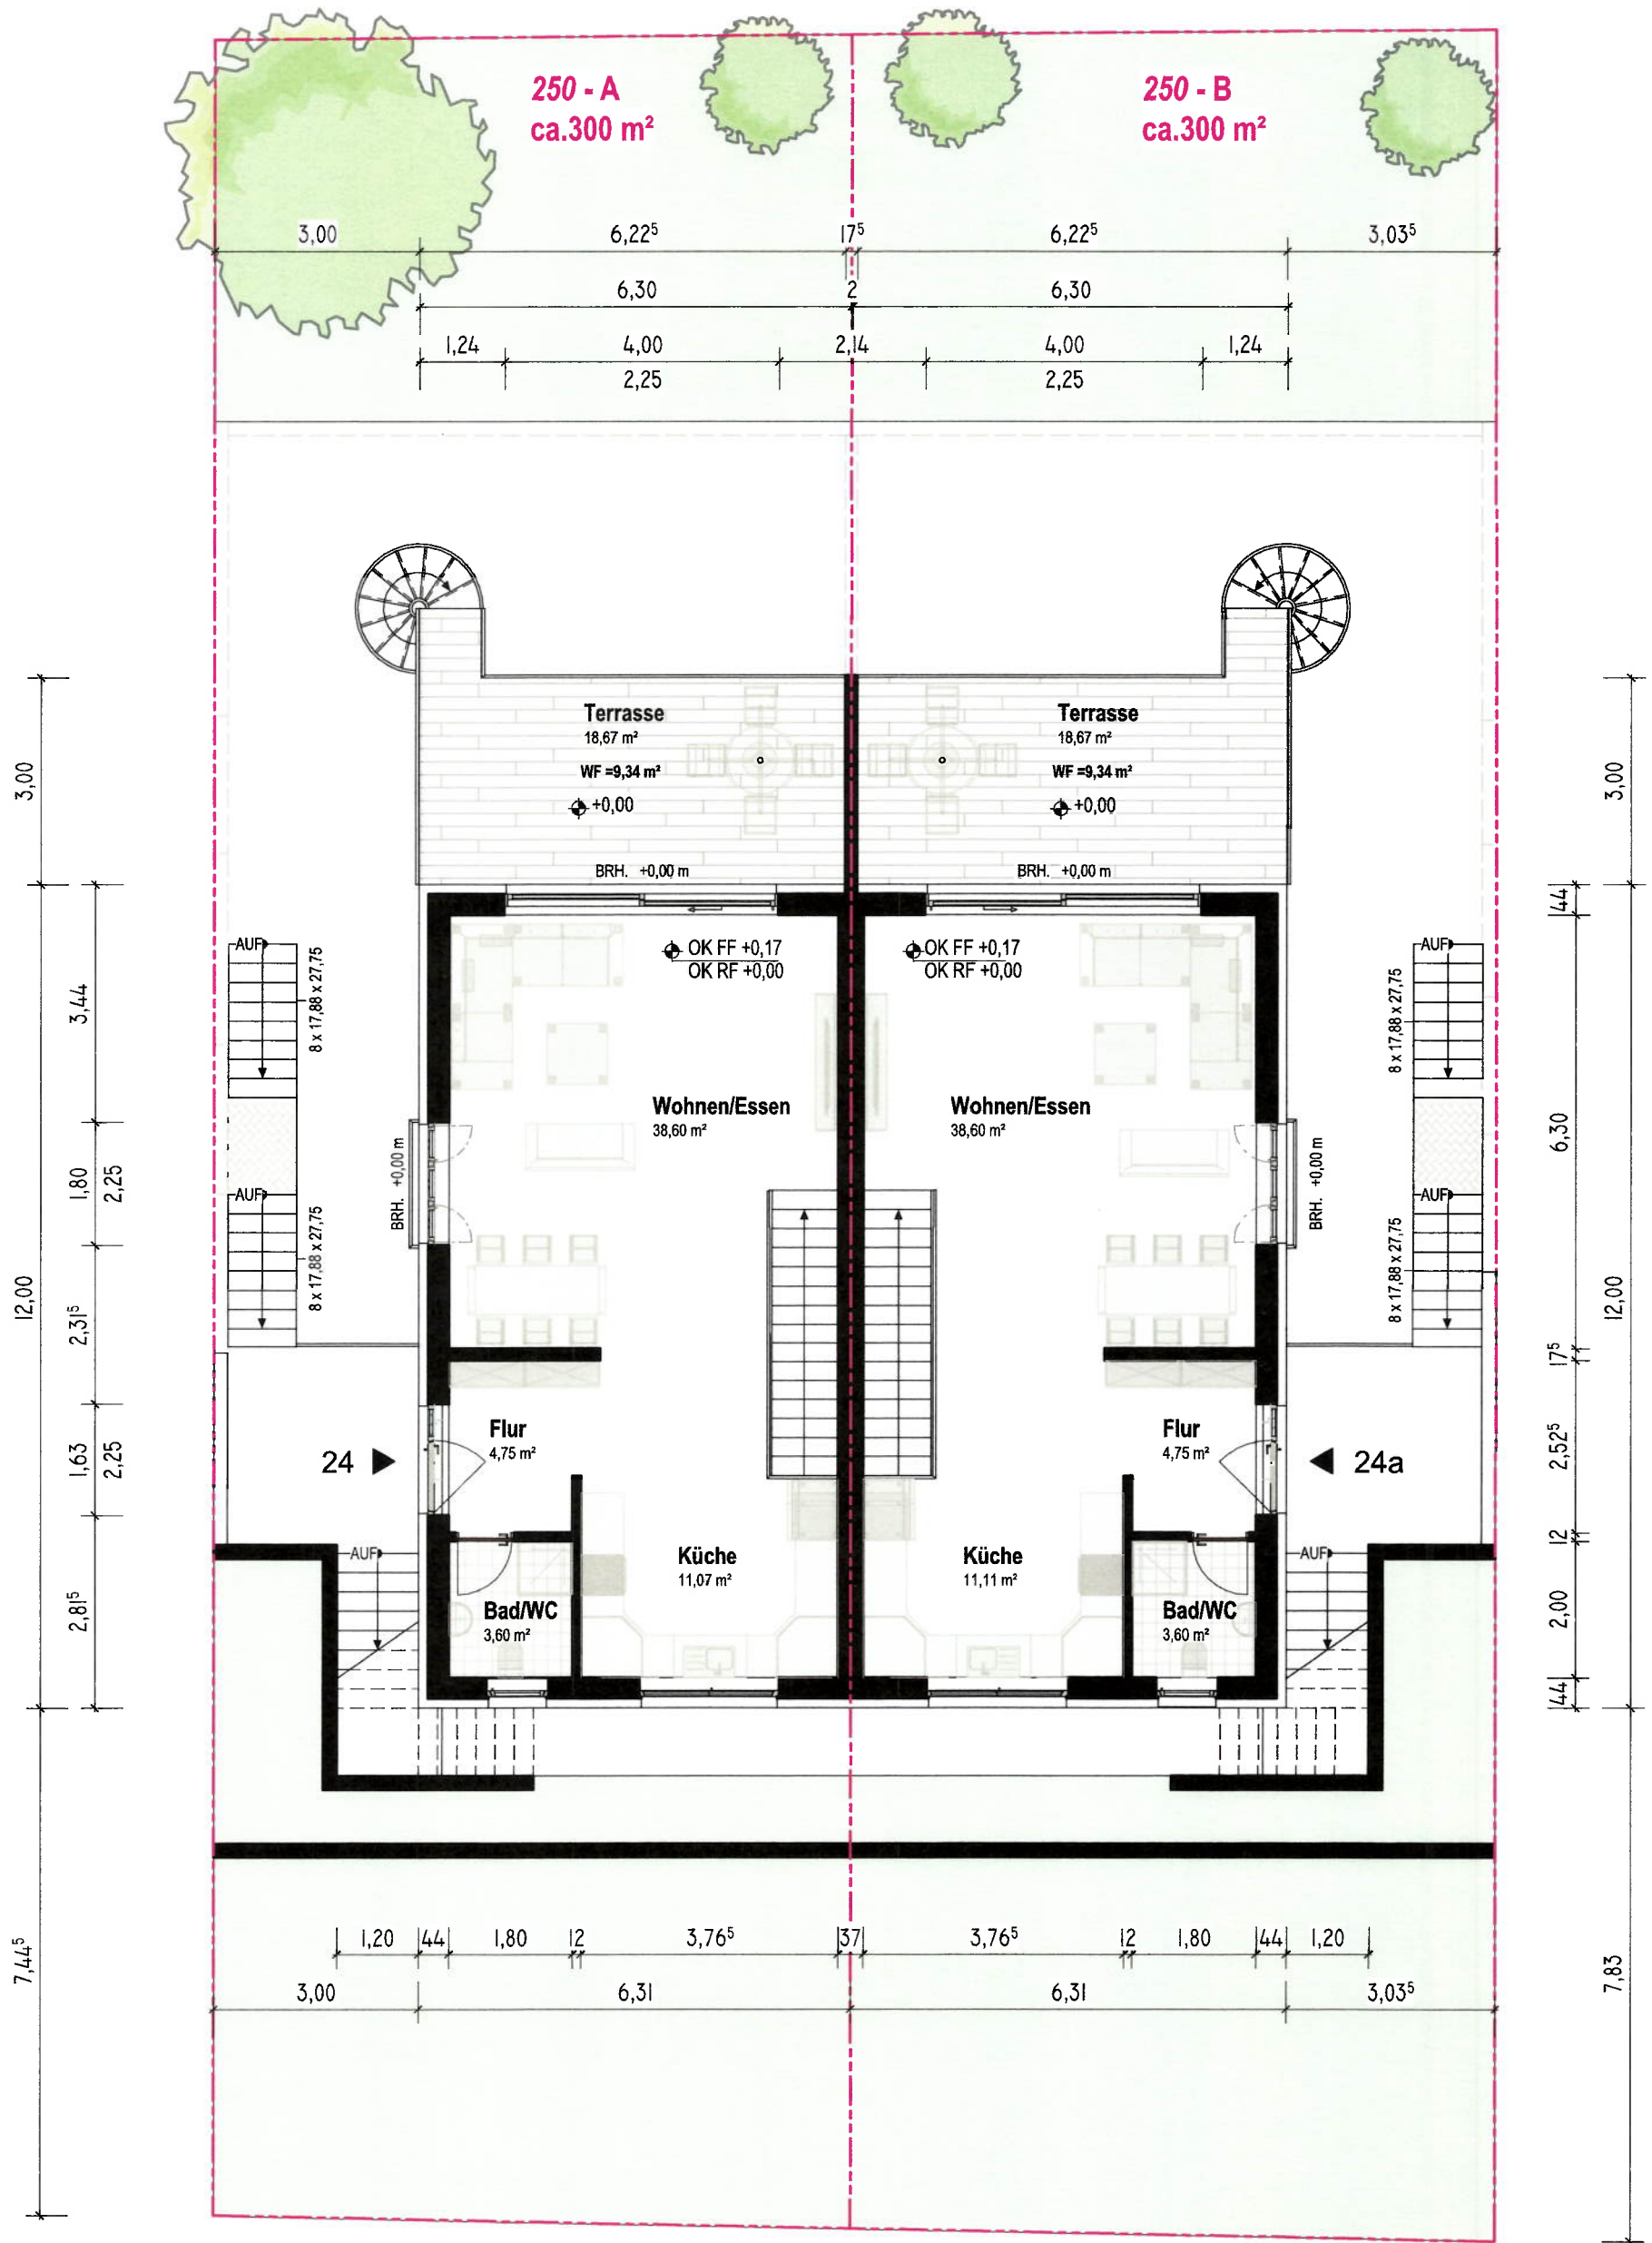 250 - A
ca.300 m²
250 - B
ca.300 m²
3,00
6,22⁵
17⁵
6,22⁵
3,03⁵
6,30
2
6,30
1,24
4,00
2,14
4,00
1,24
2,25
2,25
Terrasse
18,67 m²
WF =9,34 m²
+0,00
BRH. +0,00 m
Terrasse
18,67 m²
WF =9,34 m²
+0,00
BRH. +0,00 m
3,00
12,00
7,44⁵
3,44
1,80
2,25
2,31⁵
1,63
2,25
2,81⁵
AUF
8 x 17,88 x 27,75
AUF
8 x 17,88 x 27,75
BRH. +0,00 m
OK FF +0,17
OK RF +0,00
OK FF +0,17
OK RF +0,00
Wohnen/Essen
38,60 m²
Wohnen/Essen
38,60 m²
BRH. +0,00 m
AUF
8 x 17,88 x 27,75
AUF
8 x 17,88 x 27,75
3,00
12,00
7,83
44
6,30
175
2,52⁵
12
2,00
44
24
Flur
4,75 m²
Flur
4,75 m²
24a
AUF
Küche
11,07 m²
Küche
11,11 m²
AUF
Bad/WC
3,60 m²
Bad/WC
3,60 m²
1,20
44
1,80
12
3,76⁵
37
3,76⁵
12
1,80
44
1,20
3,00
6,31
6,31
3,03⁵